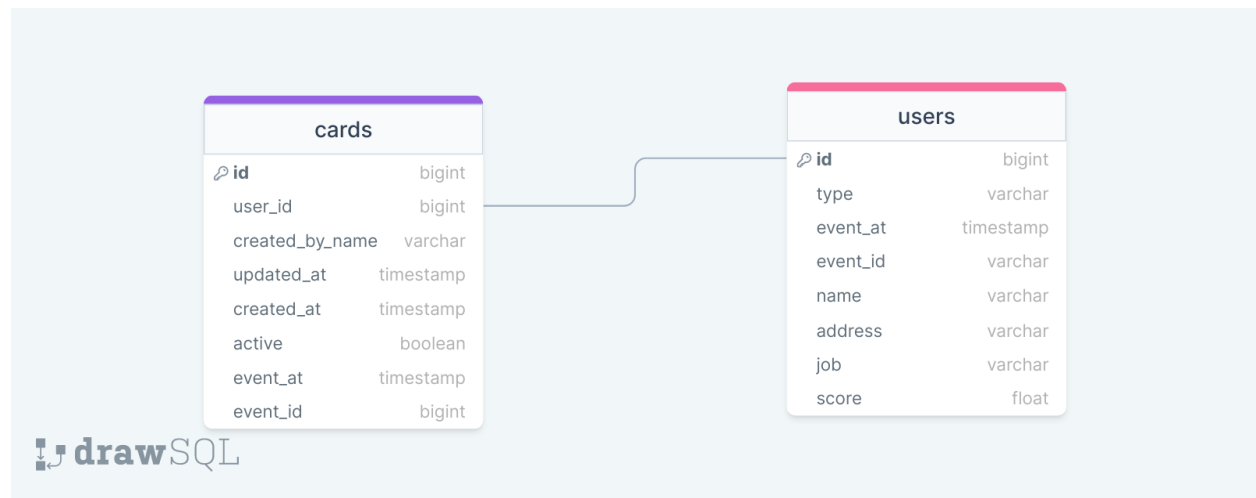 cards
id bigint
user_id bigint
created_by_name varchar
updated_at timestamp
created_at timestamp
active boolean
event_at timestamp
event_id bigint
users
id bigint
type varchar
event_at timestamp
event_id varchar
name varchar
address varchar
job varchar
score float
drawSQL